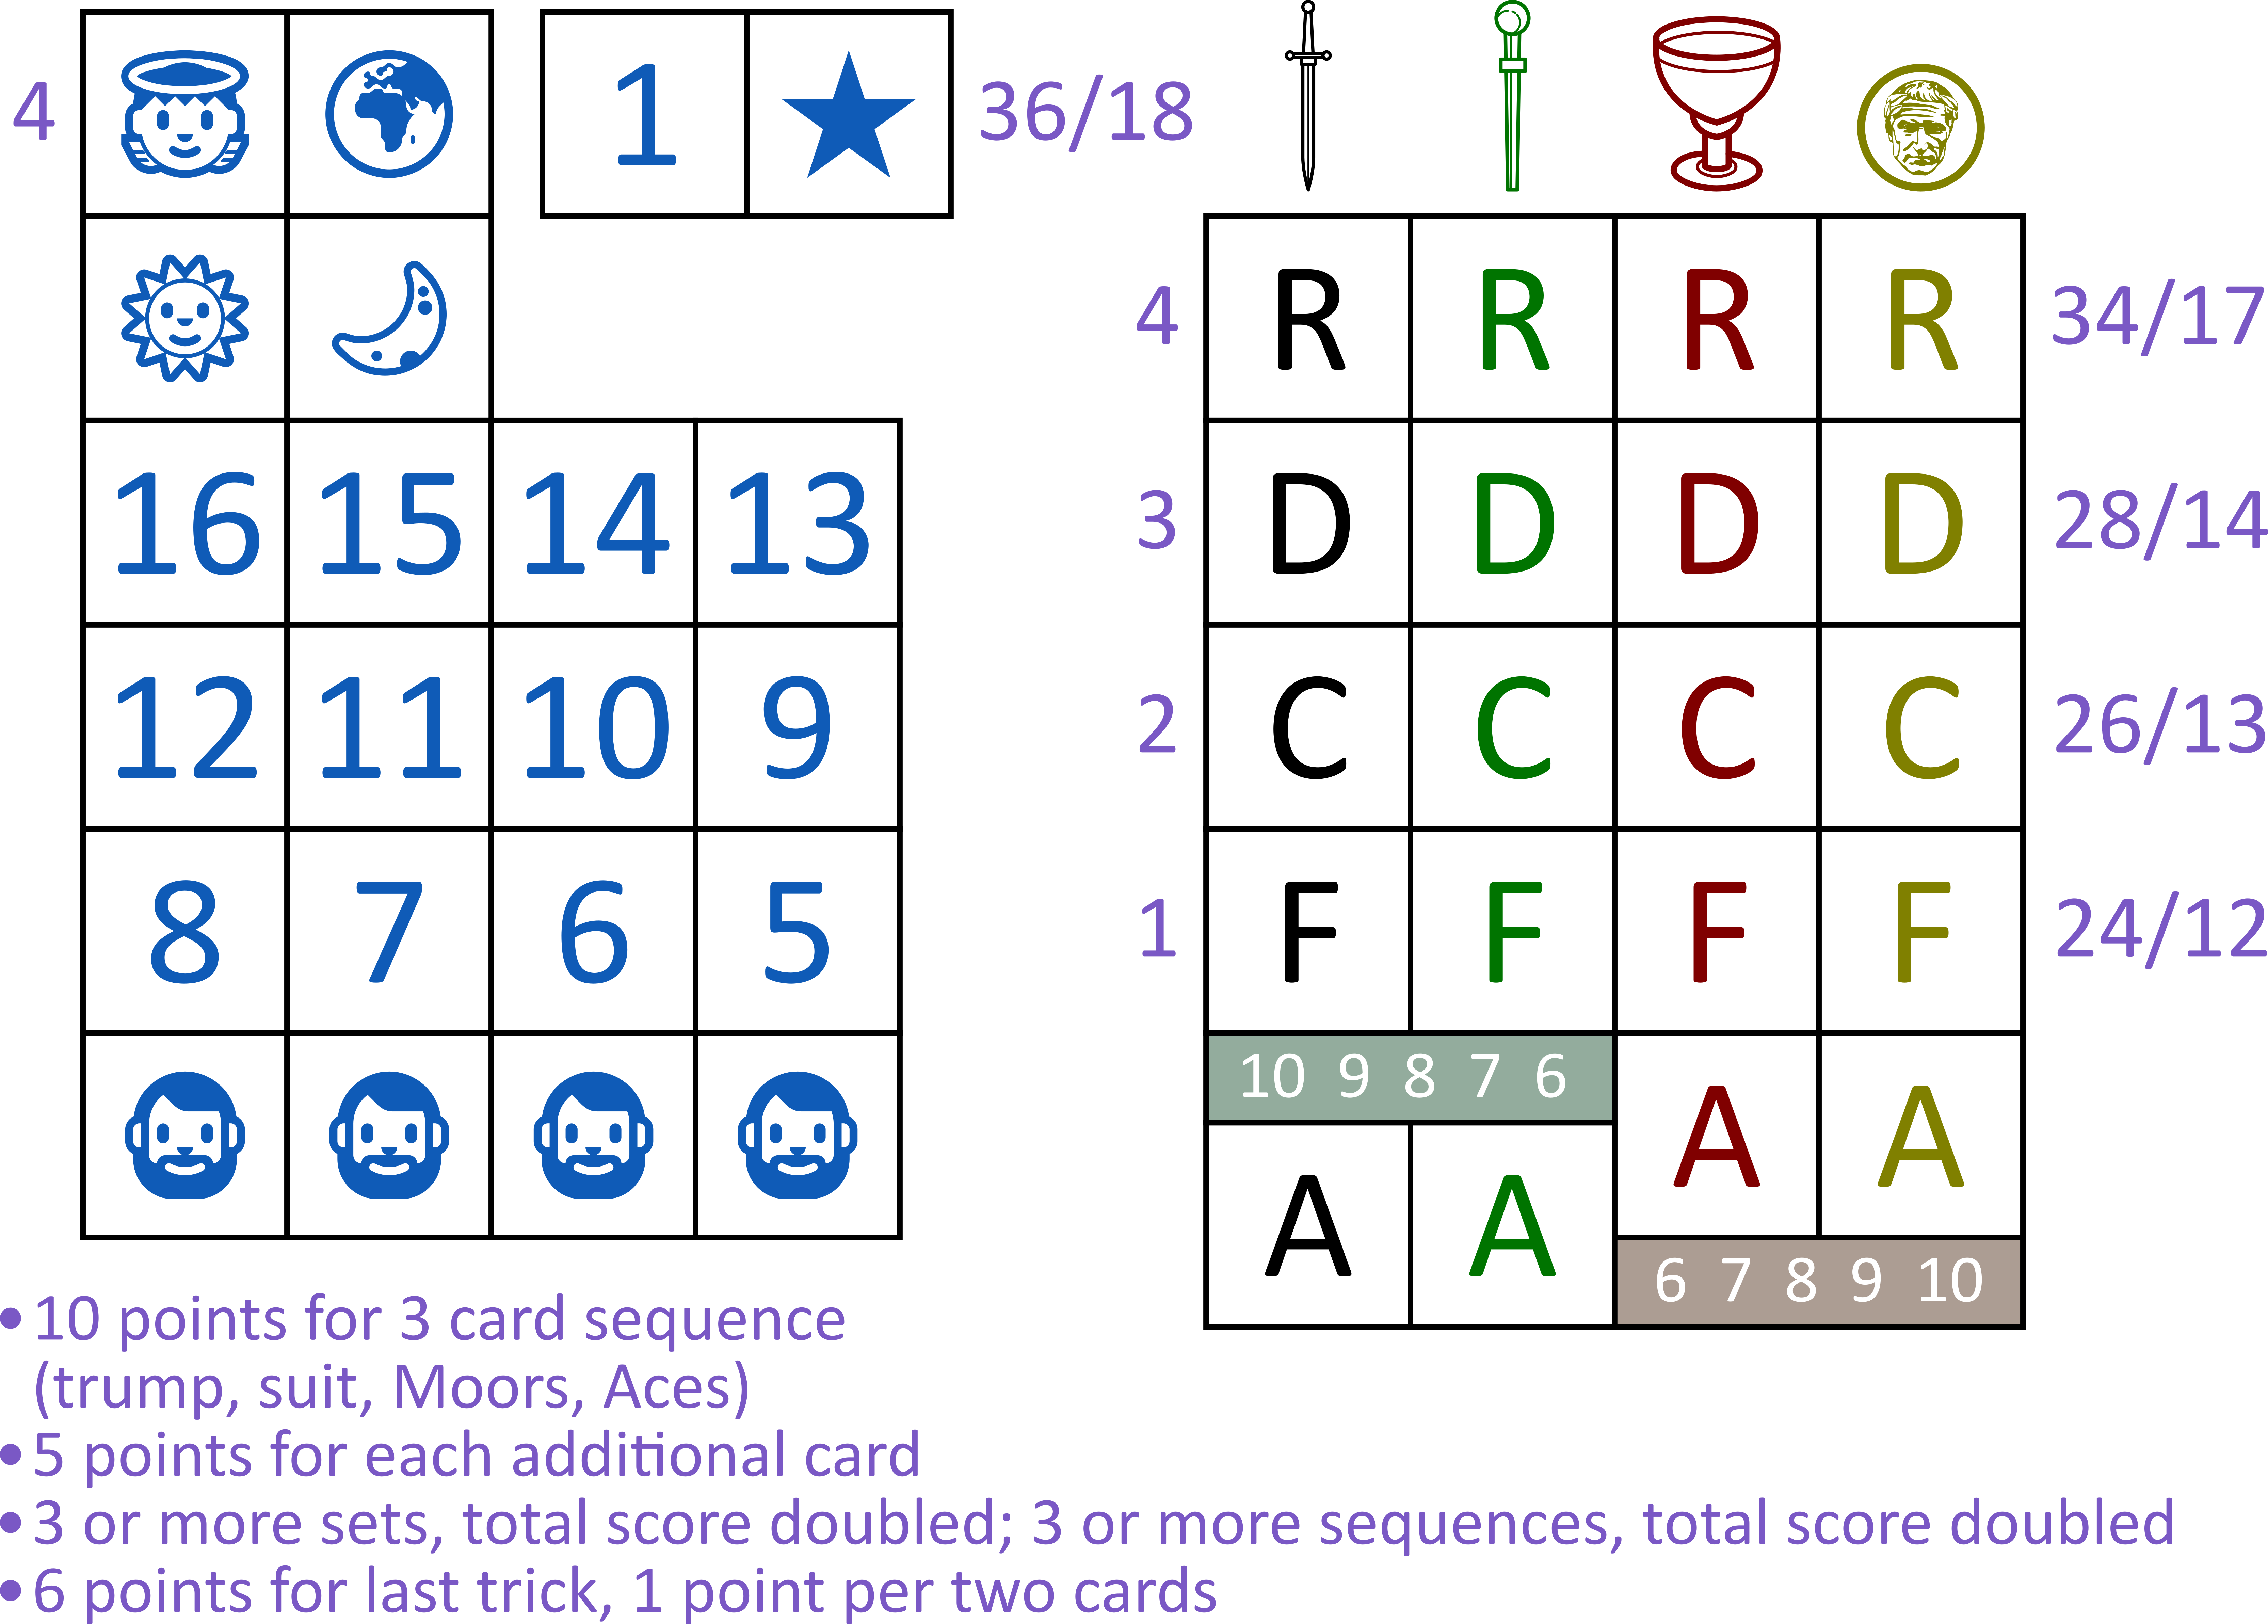 4 1 36/18
4 R R R R 34/17
16 15 14 13 3 D D D D 28/14
12 11 10 9 2 C C C C 26/13
8 7 6 5 1 F F F F 24/12
10 9 8 7 6
A A
A A
6 7 8 9 10
• 10 points for 3 card sequence
(trump, suit, Moors, Aces)
• 5 points for each additional card
• 3 or more sets, total score doubled; 3 or more sequences, total score doubled
• 6 points for last trick, 1 point per two cards